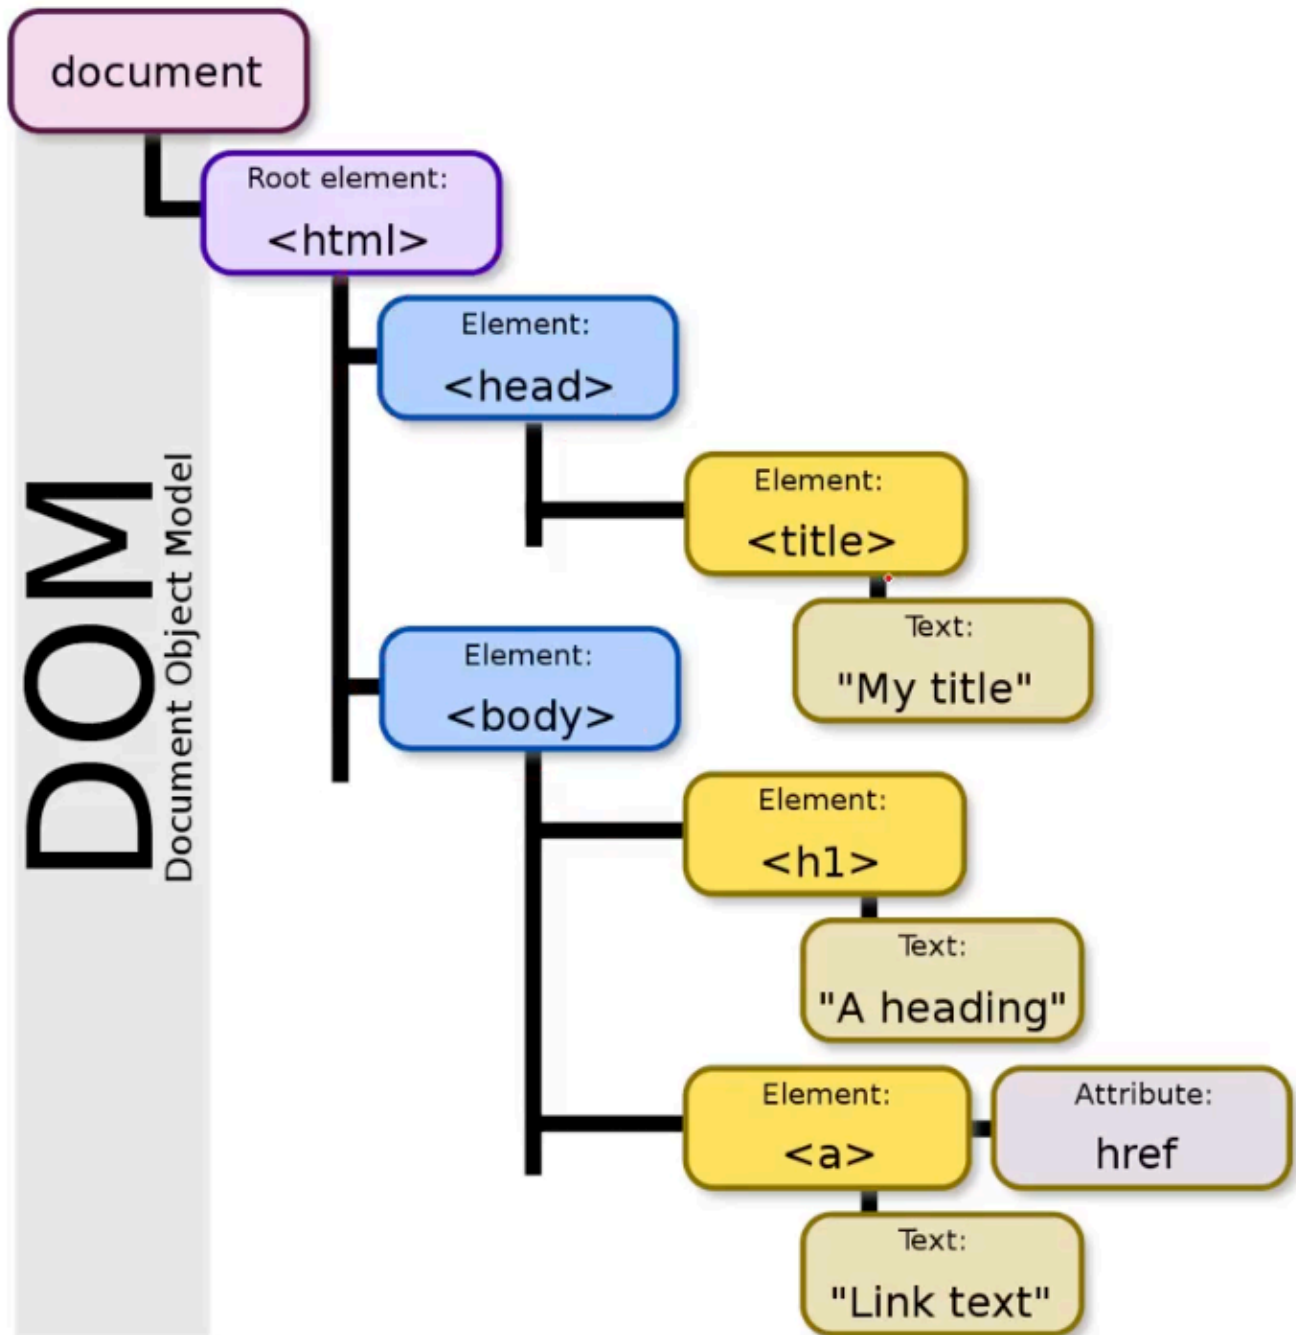 document
Root element:
<html>
Element:
<head>
Element:
<title>
Text:
"My title"
Element:
<body>
Element:
<h1>
Text:
"A heading"
Element:
<a>
Attribute:
href
Text:
"Link text"
DOM
Document Object Model